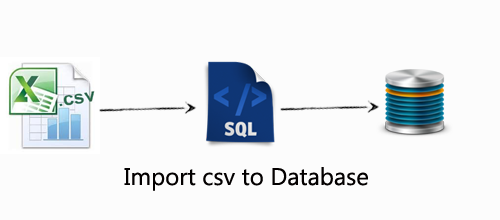 X
.csv
</>
SQL
Import csv to Database